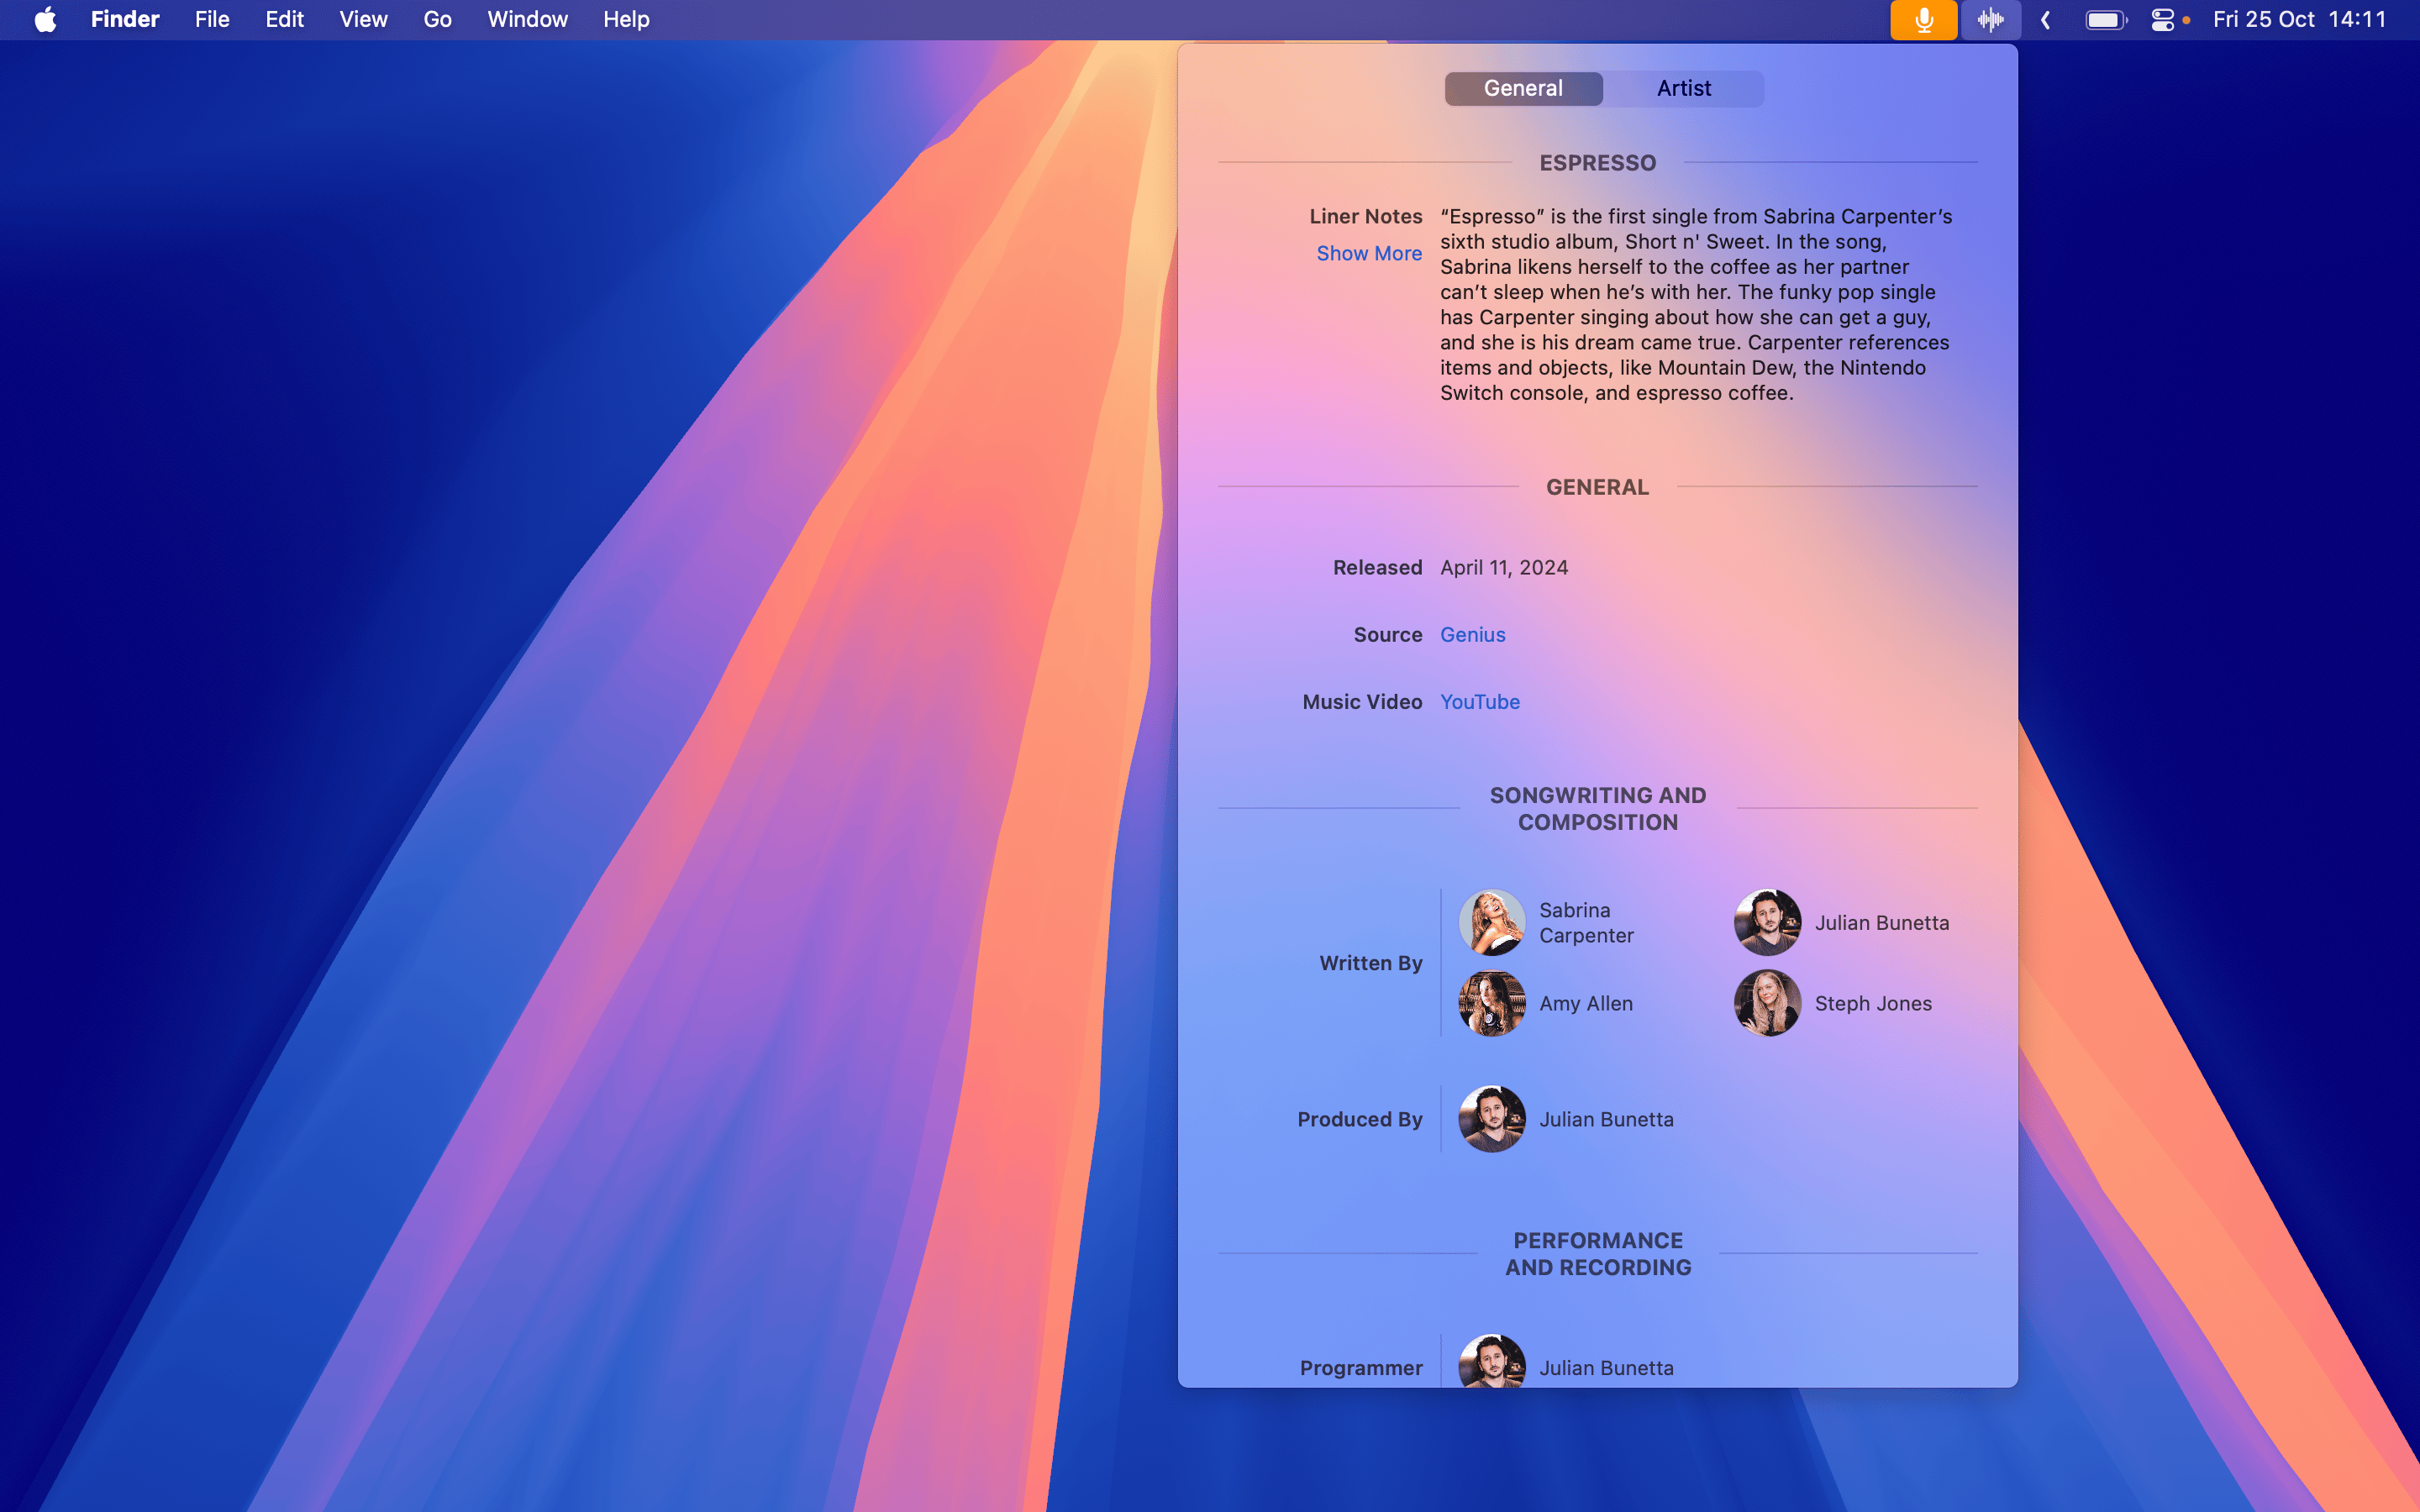 Finder File Edit View Go Window Help Fri 25 Oct 14:11
General Artist
ESPRESSO
Liner Notes
Show More
“Espresso” is the first single from Sabrina Carpenter’s
sixth studio album, Short n' Sweet. In the song,
Sabrina likens herself to the coffee as her partner
can’t sleep when he’s with her. The funky pop single
has Carpenter singing about how she can get a guy,
and she is his dream came true. Carpenter references
items and objects, like Mountain Dew, the Nintendo
Switch console, and espresso coffee.
GENERAL
Released April 11, 2024
Source Genius
Music Video YouTube
SONGWRITING AND
COMPOSITION
Written By
Sabrina
Carpenter
Julian Bunetta
Amy Allen
Steph Jones
Produced By Julian Bunetta
PERFORMANCE
AND RECORDING
Programmer Julian Bunetta